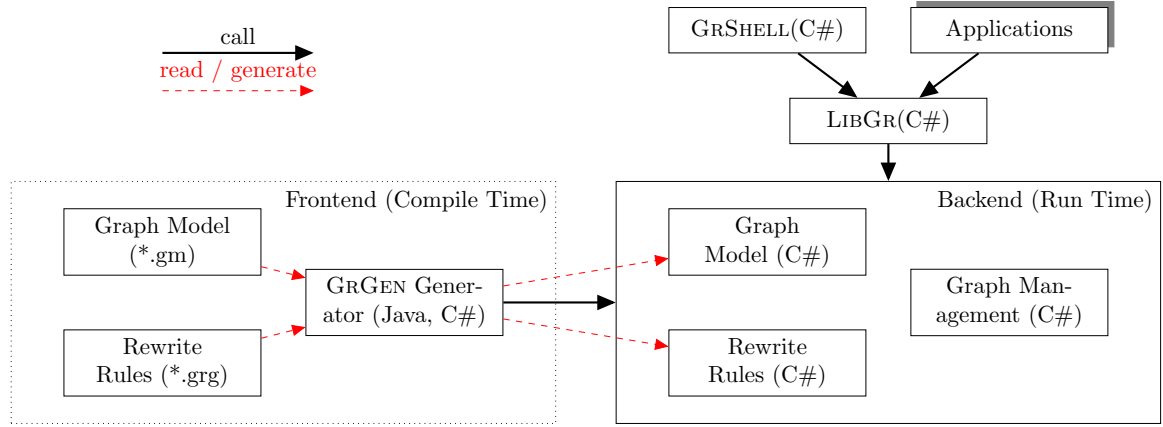 call
read / generate
GRSHELL(C#)
Applications
LIBGR(C#)
Frontend (Compile Time)
Graph Model
(*.gm)
GRGEN Gener-
ator (Java, C#)
Rewrite
Rules (*.grg)
Backend (Run Time)
Graph
Model (C#)
Graph Man-
agement (C#)
Rewrite
Rules (C#)